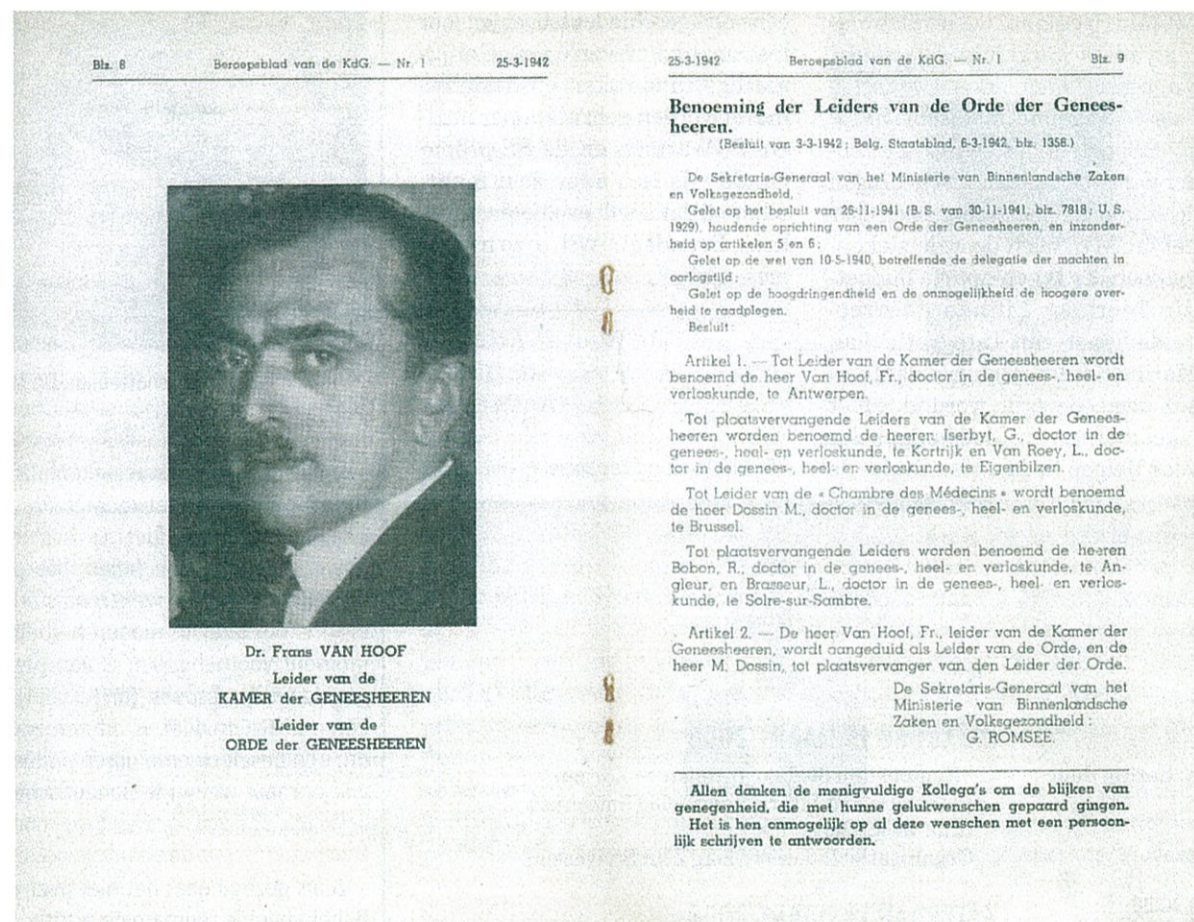 Blz. 8 Beroepsblad van de KdG — Nr. 1 25-3-1942
Dr. Frans VAN HOOF
Leider van de
KAMER der GENEESHEEREN
Leider van de
ORDE der GENEESHEEREN
25-3-1942 Beroepsblad van de KdG. — Nr. 1 Blz. 9
Benoeming der Leiders van de Orde der Genees-
heeren.
(Besluit van 3-3-1942; Belg. Staatsblad, 6-3-1942, blz. 1358.)
De Sekretaris-Generaal van het Ministerie van Binnenlandsche Zaken
en Volksgezondheid,
Gelet op het besluit van 26-11-1941 (B. S. van 30-11-1941, blz. 7818; U. S.
1929), houdende oprichting van een Orde der Geneesheeren, en inzonder-
heid op artikelen 5 en 6;
Gelet op de wet van 10-5-1940, betreffende de delegatie der machten in
oorlogstijd;
Gelet op de hoogdringendheid en de onmogelijkheid de hoogere over-
heid te raadplegen.
Besluit:
Artikel 1. — Tot Leider van de Kamer der Geneesheeren wordt
benoemd de heer Van Hoof, Fr., doctor in de genees-, heel- en
verloskunde, te Antwerpen.
Tot plaatsvervangende Leiders van de Kamer der Genees-
heeren worden benoemd de heeren Iserbyt, G., doctor in de
genees-, heel- en verloskunde, te Kortrijk en Van Roey, L., doc-
tor in de genees-, heel- en verloskunde, te Eigenbilzen.
Tot Leider van de « Chambre des Médecins » wordt benoemd
de heer Dossin M., doctor in de genees-, heel- en verloskunde,
te Brussel.
Tot plaatsvervangende Leiders worden benoemd de heeren
Bobon, R., doctor in de genees-, heel- en verloskunde, te An-
gleur, en Brasseur, L., doctor in de genees-, heel- en verlos-
kunde, te Solre-sur-Sambre.
Artikel 2. — De heer Van Hoof, Fr., leider van de Kamer der
Geneesheeren, wordt aangeduid als Leider van de Orde, en de
heer M. Dossin, tot plaatsvervanger van den Leider der Orde.
De Sekretaris-Generaal van het
Ministerie van Binnenlandsche
Zaken en Volksgezondheid:
G. ROMSEE.
Allen danken de menigvuldige Kollega's om de blijken van
genegenheid, die met hunne gelukwenschen gepaard gingen.
Het is hen onmogelijk op al deze wenschen met een persoon-
lijk schrijven te antwoorden.